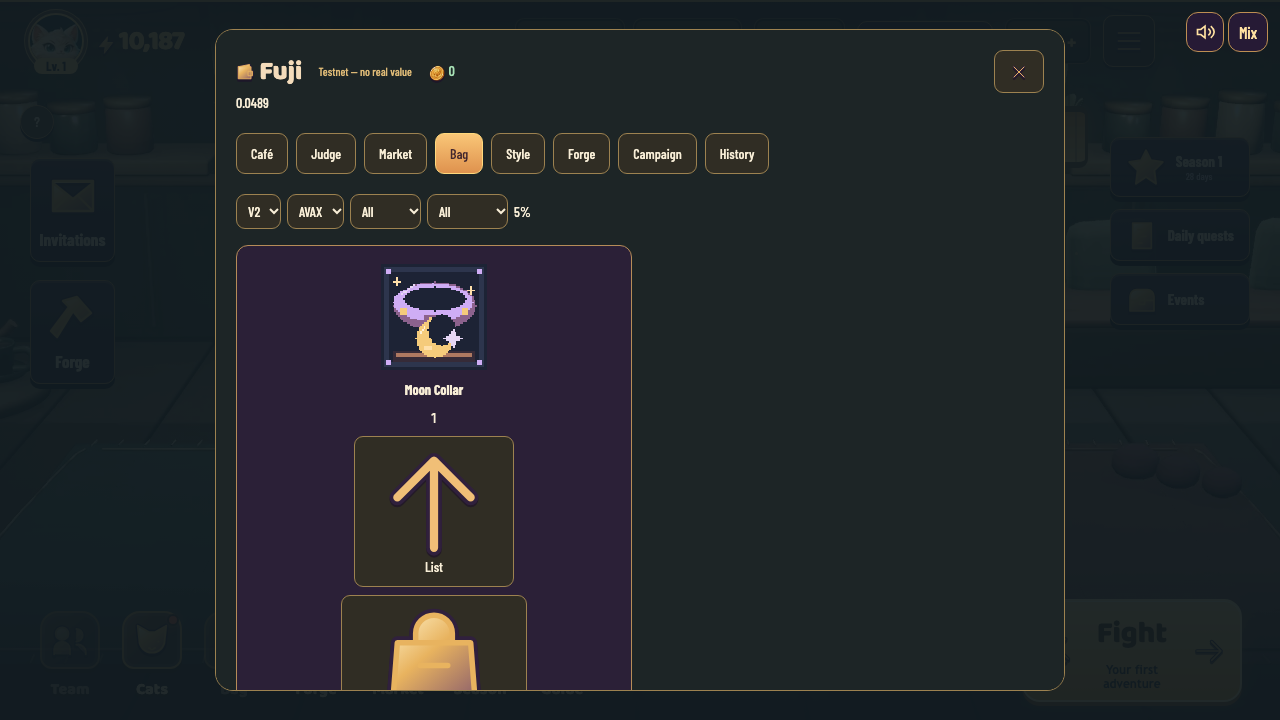 Lv. 1
10,187
Mix
Fuji
Testnet — no real value
0
0.0489
Café
Judge
Market
Bag
Style
Forge
Campaign
History
V2
AVAX
All
All
5%
Moon Collar
1
List
Invitations
Forge
Season 1
Daily quests
Events
Team
Cats
Fight
Your first
adventure